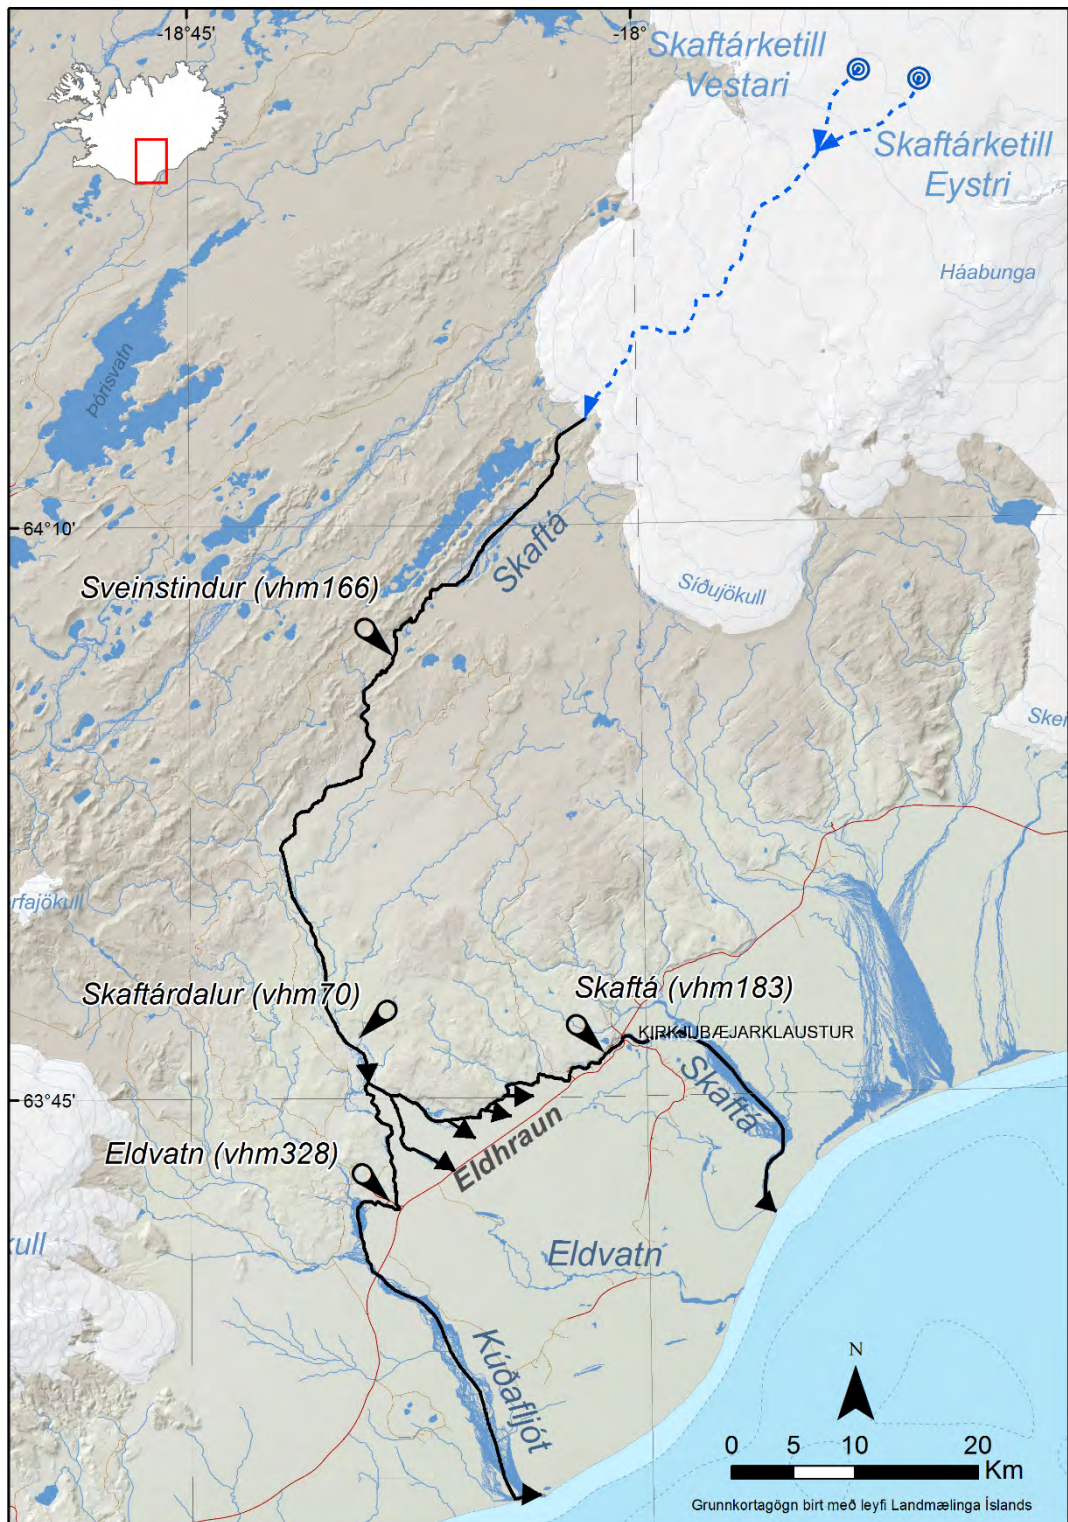 -18°45'
-18°
Skaftárketill
Vestari
Skaftárketill
Eystri
Háabunga
Þórisvatn
64°10'
Skaftá
Sveinstindur (vhm166)
Síðujökull
Skei
rfajökull
Skaftárdalur (vhm70)
Skaftá (vhm183)
KIRKJUBÆJARKLAUSTUR
Skaftá
63°45'
Eldhraun
Eldvatn (vhm328)
kull
Eldvatn
Kúðafljót
N
0 5 10 20
Km
Grunnkortagögn birt með leyfi Landmælinga Íslands